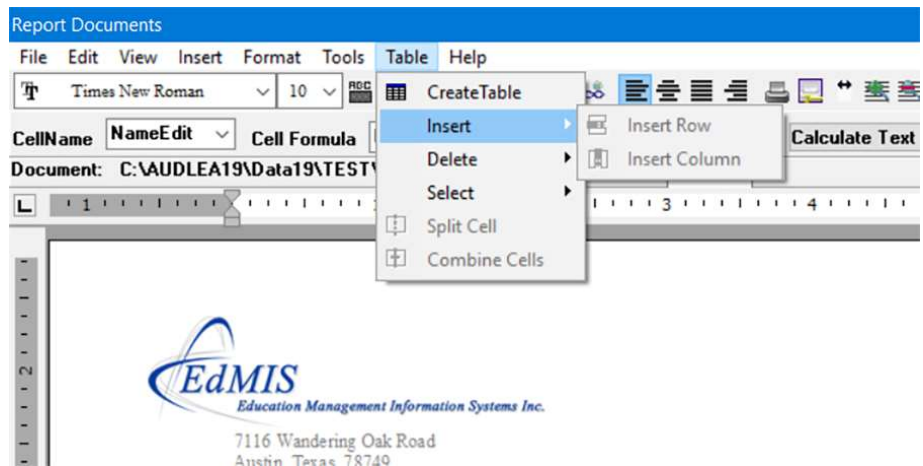 Report Documents
File Edit View Insert Format Tools Table Help
Times New Roman 10 CreateTable
Insert Insert Row
CellName NameEdit Cell Formula Calculate Text
Delete Insert Column
Document: C:\AUDLEA19\Data19\TEST\
Select
1 3 4
Split Cell
Combine Cells
2
EdMIS
Education Management Information Systems Inc.
7116 Wandering Oak Road
Austin, Texas 78749